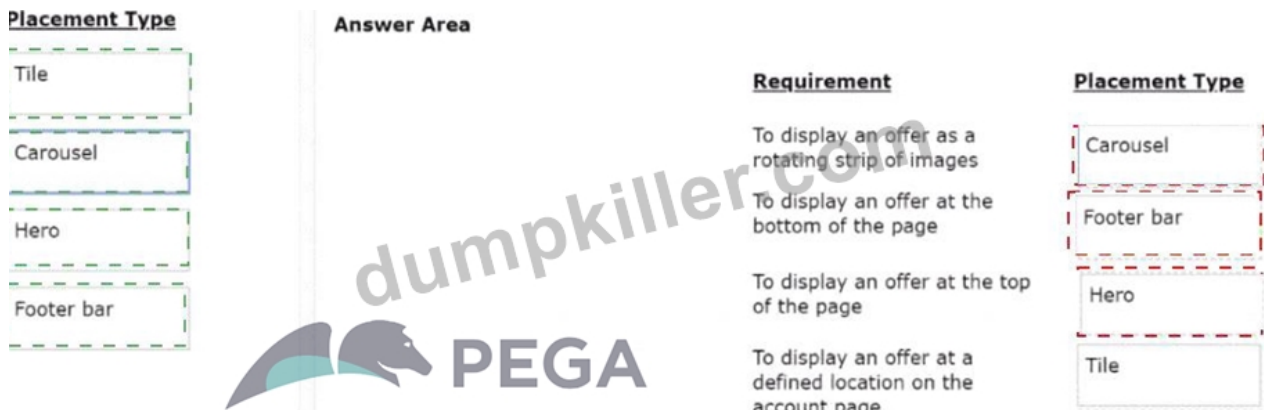 Placement Type
Answer Area
Tile
Carousel
Hero
Footer bar
Requirement
Placement Type
To display an offer as a
rotating strip of images
Carousel
To display an offer at the
bottom of the page
Footer bar
To display an offer at the top
of the page
Hero
To display an offer at a
defined location on the
account page
Tile
dumpkiller.com
PEGA